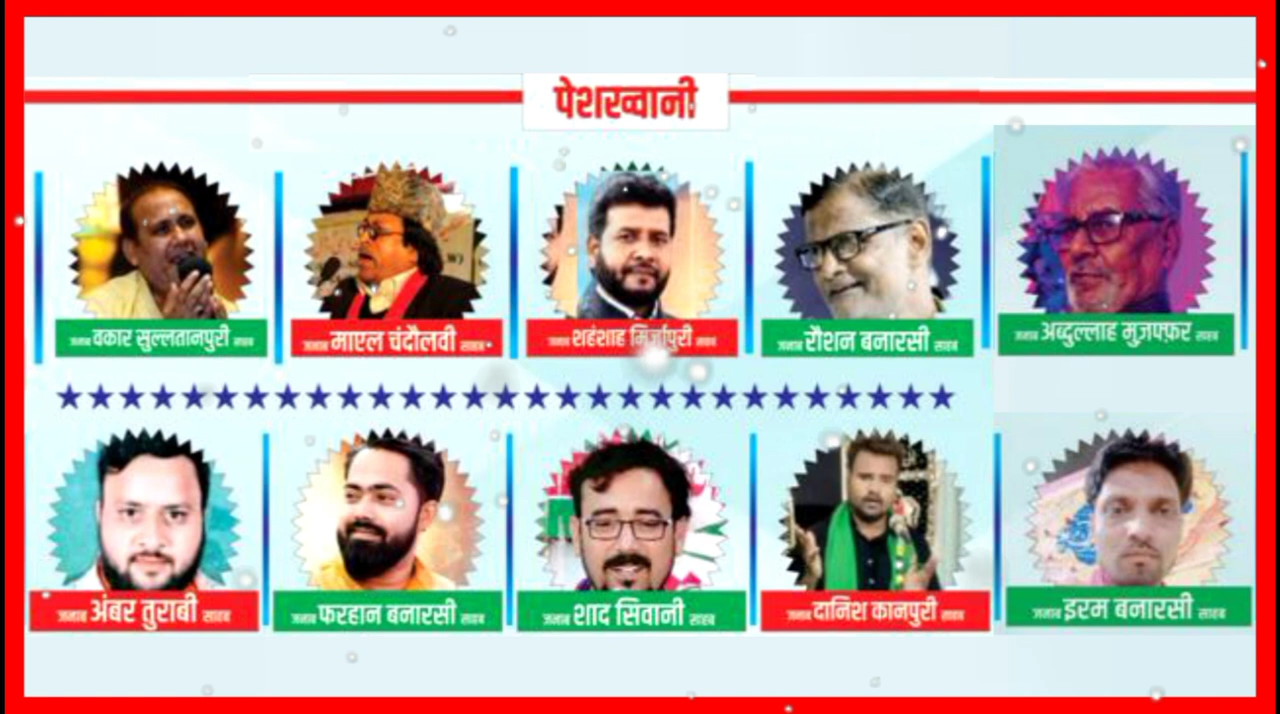 पेशख्वानी
जनाब वकार सुल्लतानपुरी साहब
जनाब माएल चंदौलवी साहब
जनाब शहंशाह मिर्जापुरी साहब
जनाब रौशन बनारसी साहब
जनाब अब्दुल्लाह मुज़फ्फ़र साहब
जनाब अंबर तुराबी साहब
जनाब फरहान बनारसी साहब
जनाब शाद सिवानी साहब
जनाब दानिश कानपुरी साहब
जनाब इरम बनारसी साहब